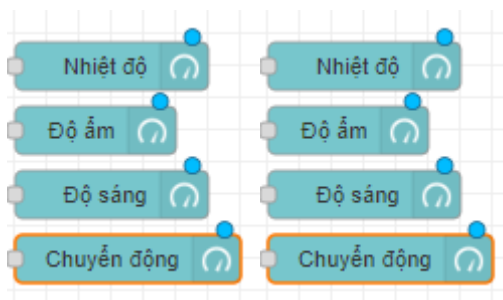 Nhiệt độ
Nhiệt độ
Độ ẩm
Độ ẩm
Độ sáng
Độ sáng
Chuyển động
Chuyển động